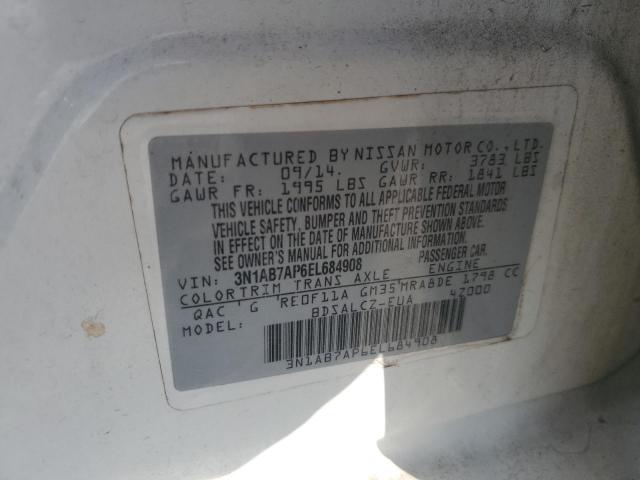 MANUFACTURED BY NISSAN MOTOR CO., LTD.
DATE: 09/14. GVWR: 3783 LBS
GAWR FR: 1995 LBS GAWR RR: 1841 LBS
THIS VEHICLE CONFORMS TO ALL APPLICABLE FEDERAL MOTOR
VEHICLE SAFETY, BUMPER AND THEFT PREVENTION STANDARDS
IN EFFECT ON THE DATE OF MANUFACTURE SHOWN ABOVE.
SEE OWNER'S MANUAL FOR ADDITIONAL INFORMATION.
VIN: 3N1AB7AP6EL684908 PASSENGER CAR.
COLOR TRIM TRANS AXLE ENGINE
QAC ' G 'RE0F11A GM35'MRA8DE 1798 CC
MODEL: BDSALCZ-EUA 4Z000
3N1AB7AP6EL684908